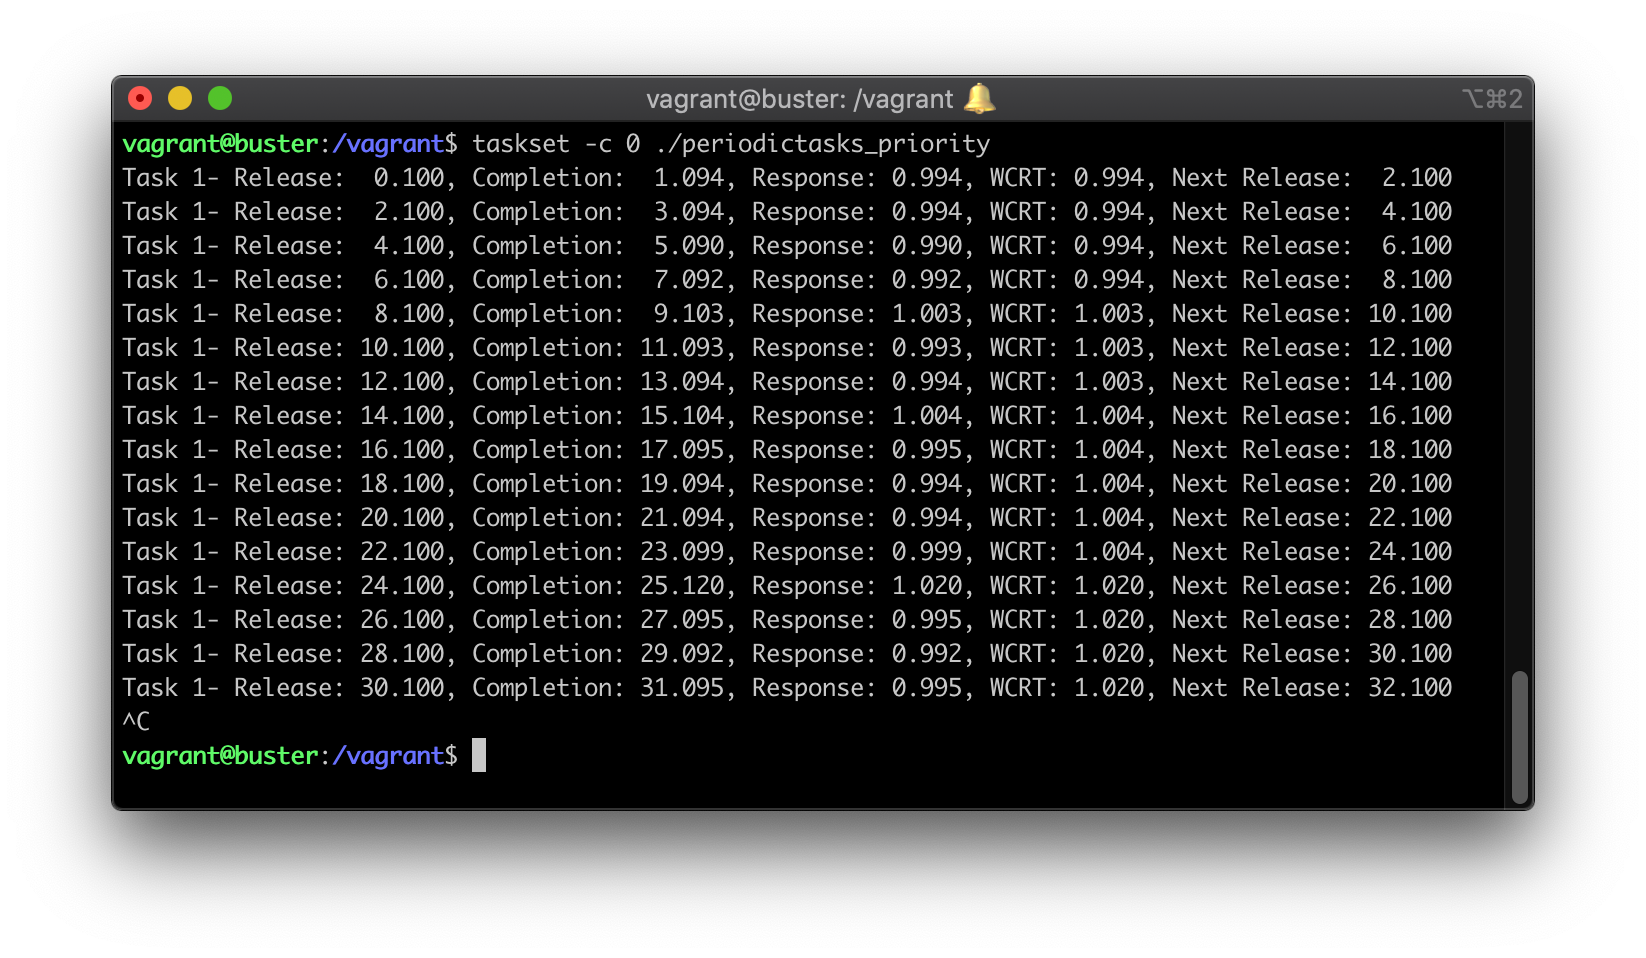 vagrant@buster: /vagrant 🔔 ⌥⌘2
vagrant@buster:/vagrant$ taskset -c 0 ./periodictasks_priority
Task 1- Release:  0.100, Completion:  1.094, Response: 0.994, WCRT: 0.994, Next Release:  2.100
Task 1- Release:  2.100, Completion:  3.094, Response: 0.994, WCRT: 0.994, Next Release:  4.100
Task 1- Release:  4.100, Completion:  5.090, Response: 0.990, WCRT: 0.994, Next Release:  6.100
Task 1- Release:  6.100, Completion:  7.092, Response: 0.992, WCRT: 0.994, Next Release:  8.100
Task 1- Release:  8.100, Completion:  9.103, Response: 1.003, WCRT: 1.003, Next Release: 10.100
Task 1- Release: 10.100, Completion: 11.093, Response: 0.993, WCRT: 1.003, Next Release: 12.100
Task 1- Release: 12.100, Completion: 13.094, Response: 0.994, WCRT: 1.003, Next Release: 14.100
Task 1- Release: 14.100, Completion: 15.104, Response: 1.004, WCRT: 1.004, Next Release: 16.100
Task 1- Release: 16.100, Completion: 17.095, Response: 0.995, WCRT: 1.004, Next Release: 18.100
Task 1- Release: 18.100, Completion: 19.094, Response: 0.994, WCRT: 1.004, Next Release: 20.100
Task 1- Release: 20.100, Completion: 21.094, Response: 0.994, WCRT: 1.004, Next Release: 22.100
Task 1- Release: 22.100, Completion: 23.099, Response: 0.999, WCRT: 1.004, Next Release: 24.100
Task 1- Release: 24.100, Completion: 25.120, Response: 1.020, WCRT: 1.020, Next Release: 26.100
Task 1- Release: 26.100, Completion: 27.095, Response: 0.995, WCRT: 1.020, Next Release: 28.100
Task 1- Release: 28.100, Completion: 29.092, Response: 0.992, WCRT: 1.020, Next Release: 30.100
Task 1- Release: 30.100, Completion: 31.095, Response: 0.995, WCRT: 1.020, Next Release: 32.100
^C
vagrant@buster:/vagrant$